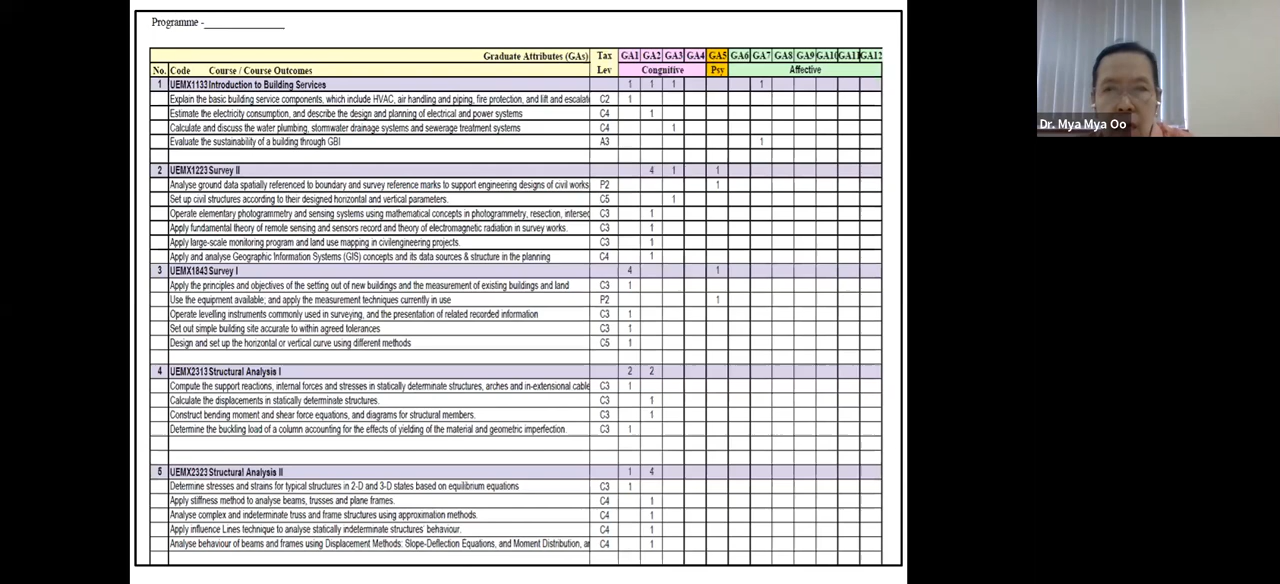 Programme -_______________
Graduate Attributes (GAs) Tax GA1 GA2 GA3 GA4 GA5 GA6 GA7 GA8 GA9 GA10 GA11 GA12
No. Code Course / Course Outcomes Lev Congnitive Psy Affective
1 UEMX1133 Introduction to Building Services 1 1 1 1
Explain the basic building service components, which include HVAC, air handling and piping, fire protection, and lift and escalat C2 1
Estimate the electricity consumption, and describe the design and planning of electrical and power systems C4 1
Calculate and discuss the water plumbing, stormwater drainage systems and sewerage treatment systems C4 1
Evaluate the sustainability of a building through GBI A3 1
2 UEMX1223 Survey II 4 1 1
Analyse ground data spatially referenced to boundary and survey reference marks to support engineering designs of civil works P2 1
Set up civil structures according to their designed horizontal and vertical parameters. C5 1
Operate elementary photogrammetry and sensing systems using mathematical concepts in photogrammetry, resection, intersec C3 1
Apply fundamental theory of remote sensing and sensors record and theory of electromagnetic radiation in survey works. C3 1
Apply large-scale monitoring program and land use mapping in civilengineering projects. C3 1
Apply and analyse Geographic Information Systems (GIS) concepts and its data sources & structure in the planning C4 1
3 UEMX1843 Survey I 4 1
Apply the principles and objectives of the setting out of new buildings and the measurement of existing buildings and land C3 1
Use the equipment available; and apply the measurement techniques currently in use P2 1
Operate levelling instruments commonly used in surveying, and the presentation of related recorded information C3 1
Set out simple building site accurate to within agreed tolerances C3 1
Design and set up the horizontal or vertical curve using different methods C5 1
4 UEMX2313 Structural Analysis I 2 2
Compute the support reactions, internal forces and stresses in statically determinate structures, arches and in-extensional cable C3 1
Calculate the displacements in statically determinate structures. C3 1
Construct bending moment and shear force equations, and diagrams for structural members. C3 1
Determine the buckling load of a column accounting for the effects of yielding of the material and geometric imperfection. C3 1
5 UEMX2323 Structural Analysis II 1 4
Determine stresses and strains for typical structures in 2-D and 3-D states based on equilibrium equations C3 1
Apply stiffness method to analyse beams, trusses and plane frames. C4 1
Analyse complex and indeterminate truss and frame structures using approximation methods. C4 1
Apply influence Lines technique to analyse statically indeterminate structures' behaviour. C4 1
Analyse behaviour of beams and frames using Displacement Methods: Slope-Deflection Equations, and Moment Distribution, ar C4 1
Dr. Mya Mya Oo